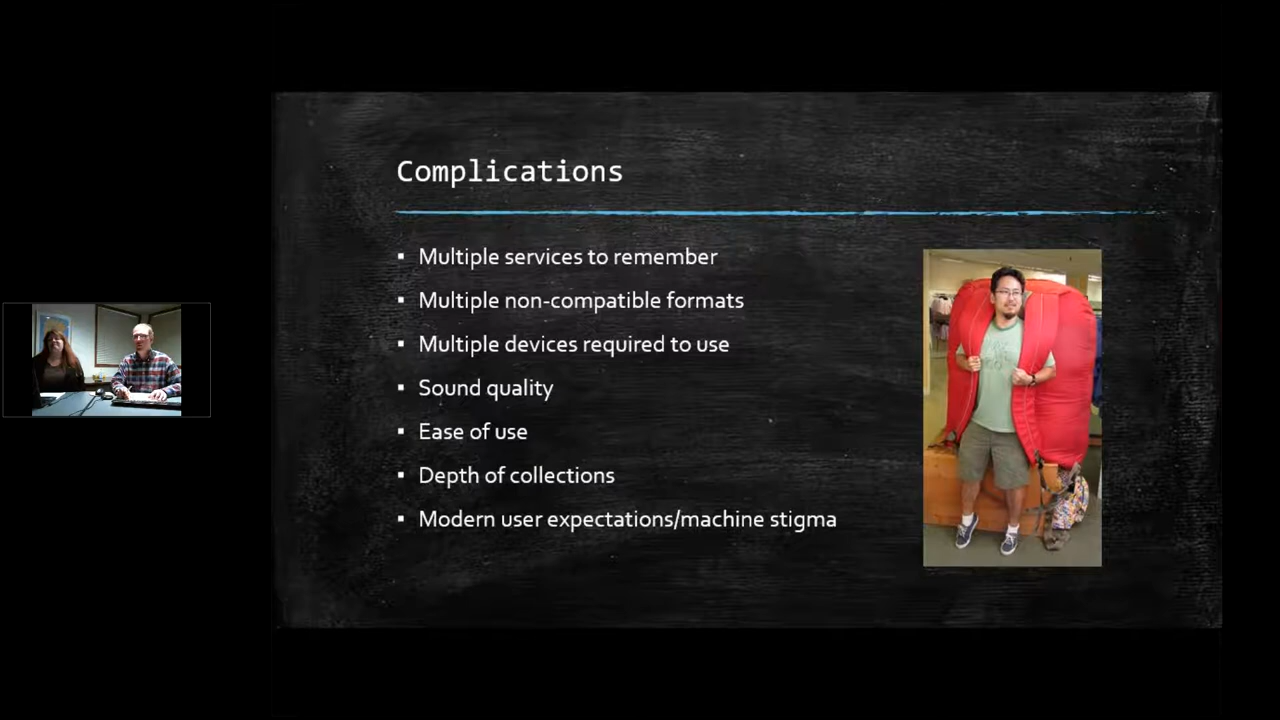 Complications
▪ Multiple services to remember
▪ Multiple non-compatible formats
▪ Multiple devices required to use
▪ Sound quality
▪ Ease of use
▪ Depth of collections
▪ Modern user expectations/machine stigma